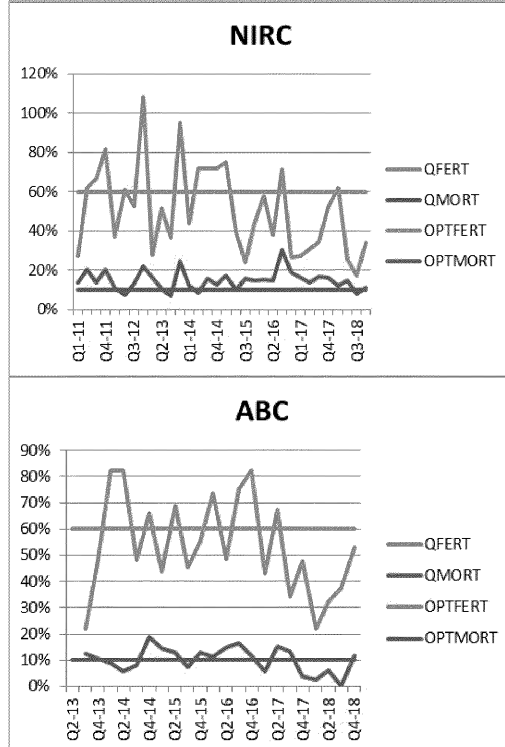 NIRC
120%
100%
80%
60%
40%
20%
0%
QFERT
QMORT
OPTFERT
OPTMORT
Q1-11
Q4-11
Q3-12
Q2-13
Q1-14
Q4-14
Q3-15
Q2-16
Q1-17
Q4-17
Q3-18
ABC
90%
80%
70%
60%
50%
40%
30%
20%
10%
0%
QFERT
QMORT
OPTFERT
OPTMORT
Q2-13
Q4-13
Q2-14
Q4-14
Q2-15
Q4-15
Q2-16
Q4-16
Q2-17
Q4-17
Q2-18
Q4-18